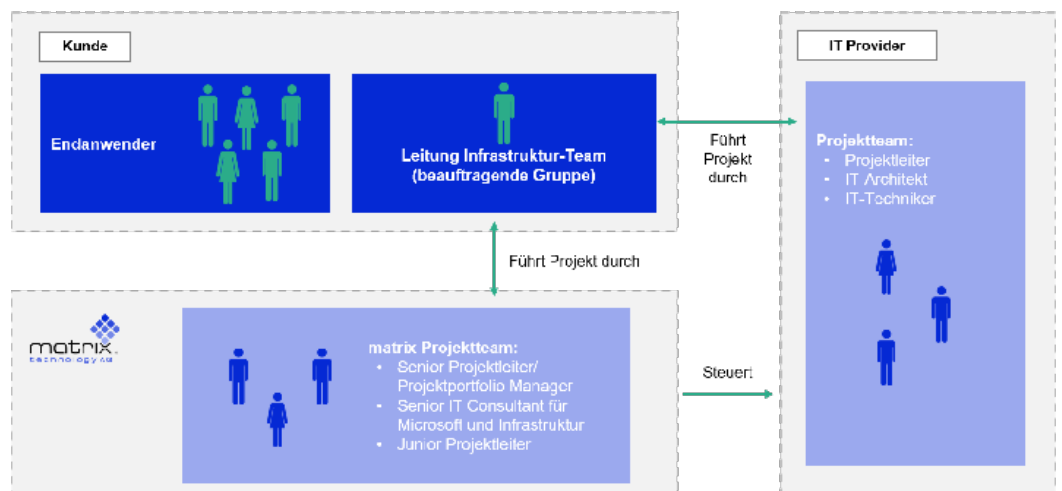 Kunde
Endanwender
Leitung Infrastruktur-Team
(beauftragende Gruppe)
Führt
Projekt
durch
IT Provider
Projektteam:
• Projektleiter
• IT Architekt
• IT-Techniker
Führt Projekt durch
matrix
technology AG
matrix Projektteam:
• Senior Projektleiter/
Projektportfolio Manager
• Senior IT Consultant für
Microsoft und Infrastruktur
• Junior Projektleiter
Steuert